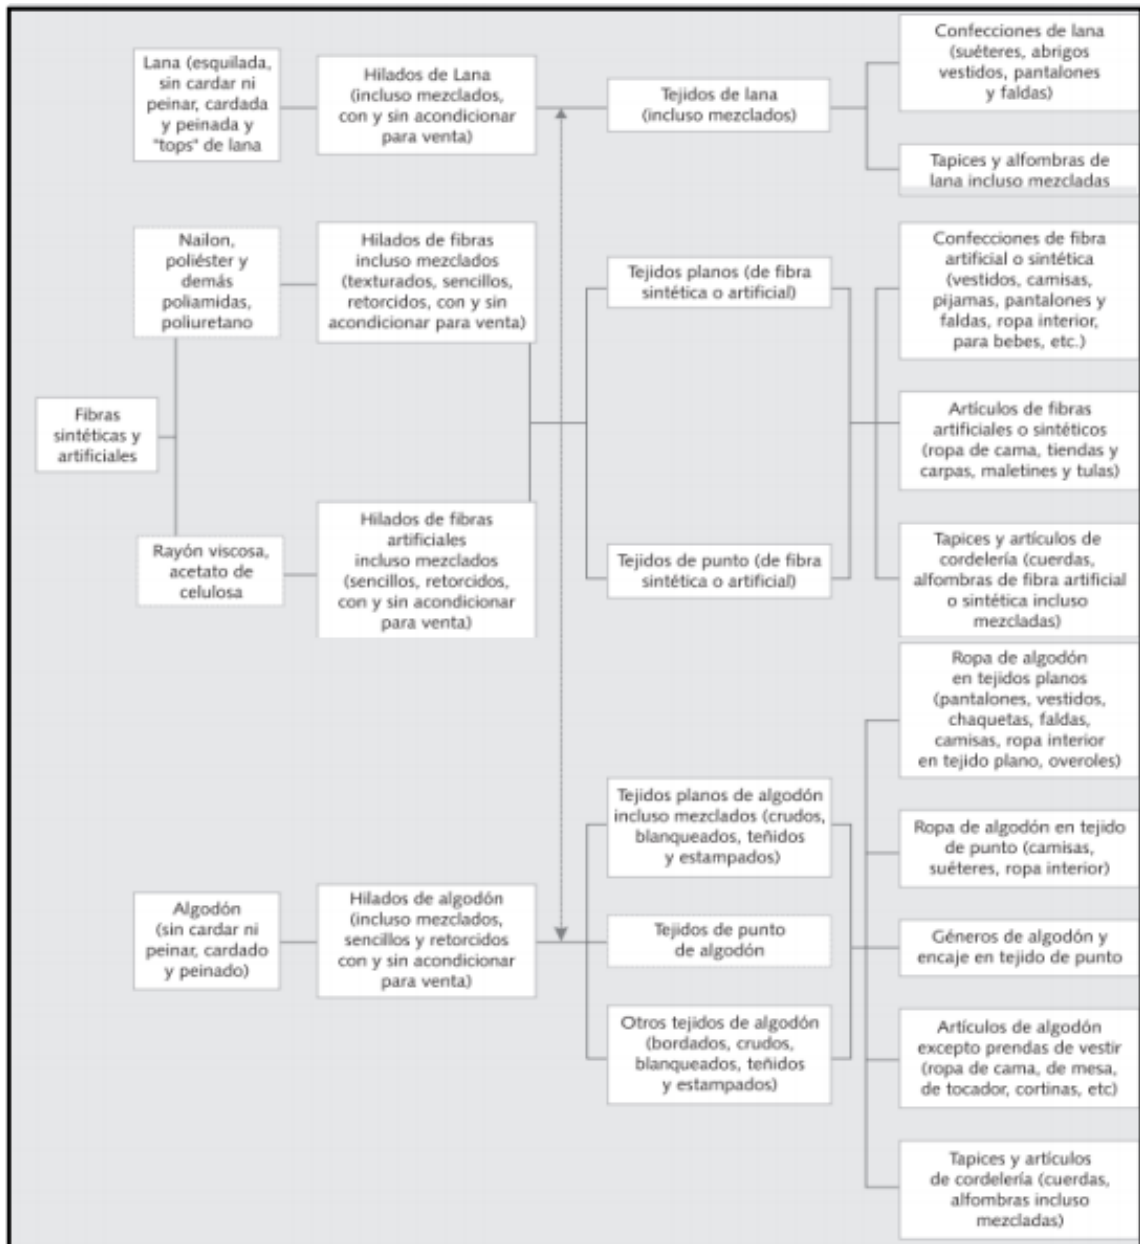 Lana (esquilada,
sin cardar ni
peinar, cardada
y peinada y
"tops" de lana
Hilados de Lana
(incluso mezclados,
con y sin acondicionar
para venta)
Tejidos de lana
(incluso mezclados)
Confecciones de lana
(suéteres, abrigos
vestidos, pantalones
y faldas)
Tapices y alfombras de
lana incluso mezcladas
Fibras
sintéticas y
artificiales
Nailon,
poliéster y
demás
poliamidas,
poliuretano
Hilados de fibras
incluso mezclados
(texturados, sencillos,
retorcidos, con y sin
acondicionar para venta)
Rayón viscosa,
acetato de
celulosa
Hilados de fibras
artificiales
incluso mezclados
(sencillos, retorcidos,
con y sin acondicionar
para venta)
Tejidos planos (de fibra
sintética o artificial)
Tejidos de punto (de fibra
sintética o artificial)
Confecciones de fibra
artificial o sintética
(vestidos, camisas,
pijamas, pantalones y
faldas, ropa interior,
para bebes, etc.)
Artículos de fibras
artificiales o sintéticos
(ropa de cama, tiendas y
carpas, maletines y tulas)
Tapices y artículos de
cordelería (cuerdas,
alfombras de fibra artificial
o sintética incluso
mezcladas)
Algodón
(sin cardar ni
peinar, cardado
y peinado)
Hilados de algodón
(incluso mezclados,
sencillos y retorcidos
con y sin acondicionar
para venta)
Tejidos planos de algodón
incluso mezclados (crudos,
blanqueados, teñidos
y estampados)
Tejidos de punto
de algodón
Otros tejidos de algodón
(bordados, crudos,
blanqueados, teñidos
y estampados)
Ropa de algodón
en tejidos planos
(pantalones, vestidos,
chaquetas, faldas,
camisas, ropa interior
en tejido plano, overoles)
Ropa de algodón en tejido
de punto (camisas,
suéteres, ropa interior)
Géneros de algodón y
encaje en tejido de punto
Artículos de algodón
excepto prendas de vestir
(ropa de cama, de mesa,
de tocador, cortinas, etc)
Tapices y artículos
de cordelería (cuerdas,
alfombras incluso
mezcladas)